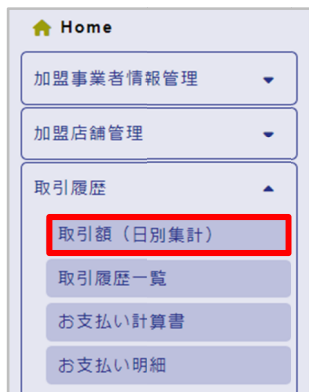 Home
加盟事業者情報管理
加盟店舗管理
取引履歴
取引額（日別集計）
取引履歴一覧
お支払い計算書
お支払い明細